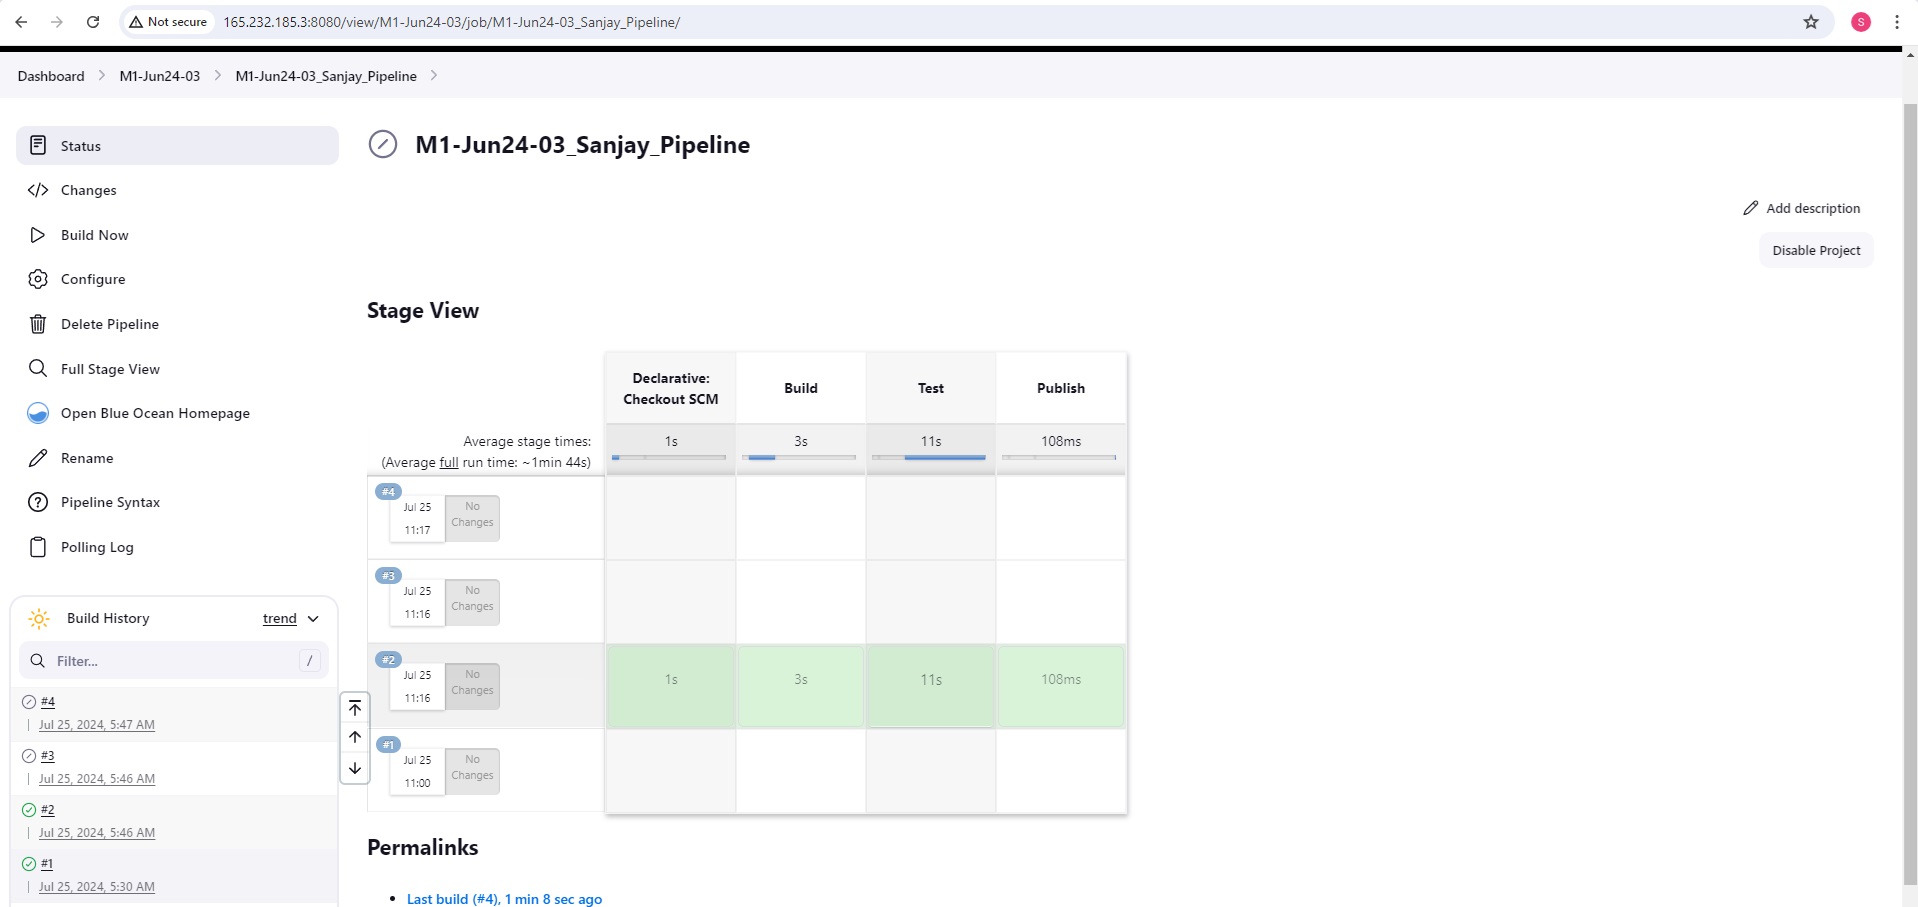 Not secure
165.232.185.3:8080/view/M1-Jun24-03/job/M1-Jun24-03_Sanjay_Pipeline/
S
Dashboard
M1-Jun24-03
M1-Jun24-03_Sanjay_Pipeline
Status
Changes
Build Now
Configure
Delete Pipeline
Full Stage View
Open Blue Ocean Homepage
Rename
Pipeline Syntax
Polling Log
Build History
trend
Filter...
/
#4
Jul 25, 2024, 5:47 AM
#3
Jul 25, 2024, 5:46 AM
#2
Jul 25, 2024, 5:46 AM
#1
Jul 25, 2024, 5:30 AM
M1-Jun24-03_Sanjay_Pipeline
Add description
Disable Project
Stage View
Declarative:
Checkout SCM
Build
Test
Publish
Average stage times:
(Average full run time: ~1min 44s)
1s
3s
11s
108ms
#4
Jul 25
11:17
No
Changes
#3
Jul 25
11:16
No
Changes
#2
Jul 25
11:16
No
Changes
1s
3s
11s
108ms
#1
Jul 25
11:00
No
Changes
Permalinks
Last build (#4), 1 min 8 sec ago